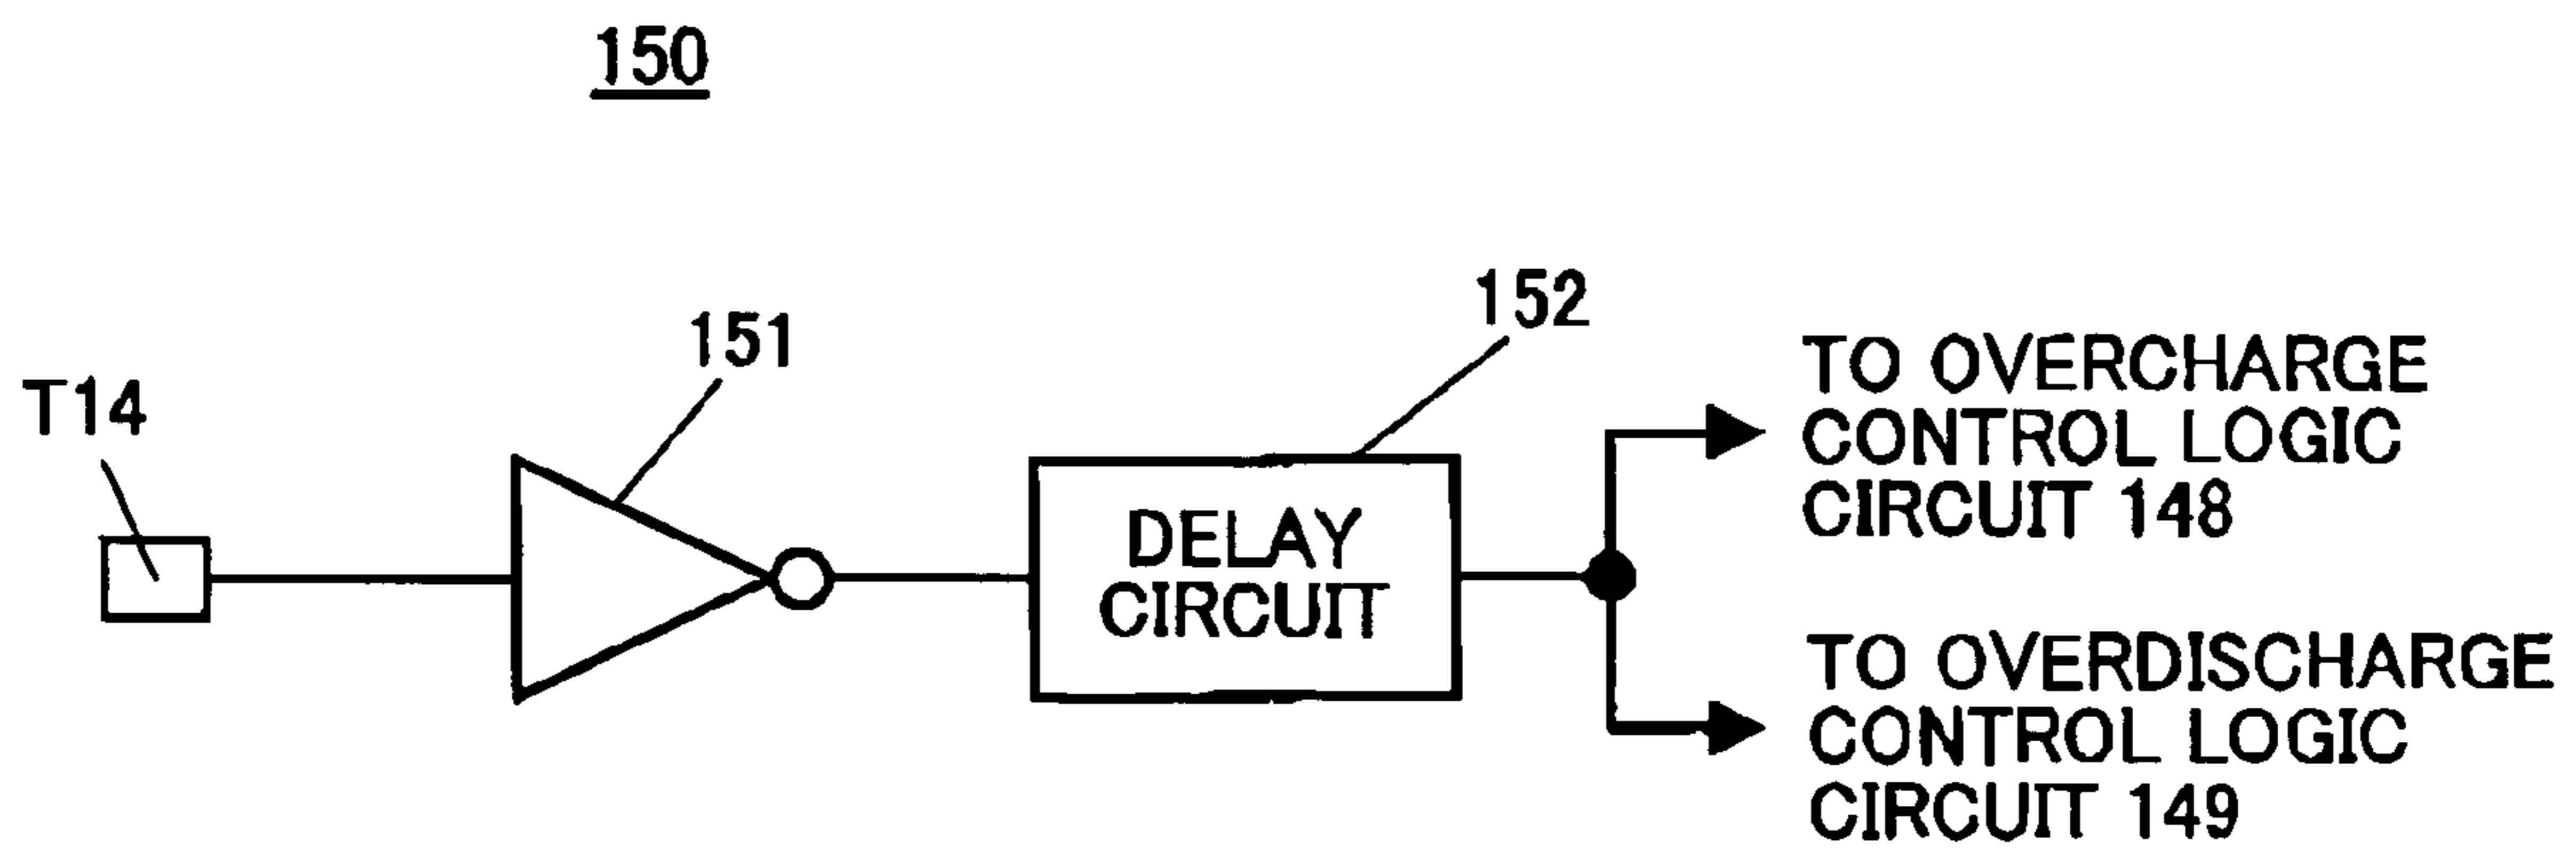 150
T14
151
152
DELAY
CIRCUIT
TO OVERCHARGE
CONTROL LOGIC
CIRCUIT 148
TO OVERDISCHARGE
CONTROL LOGIC
CIRCUIT 149